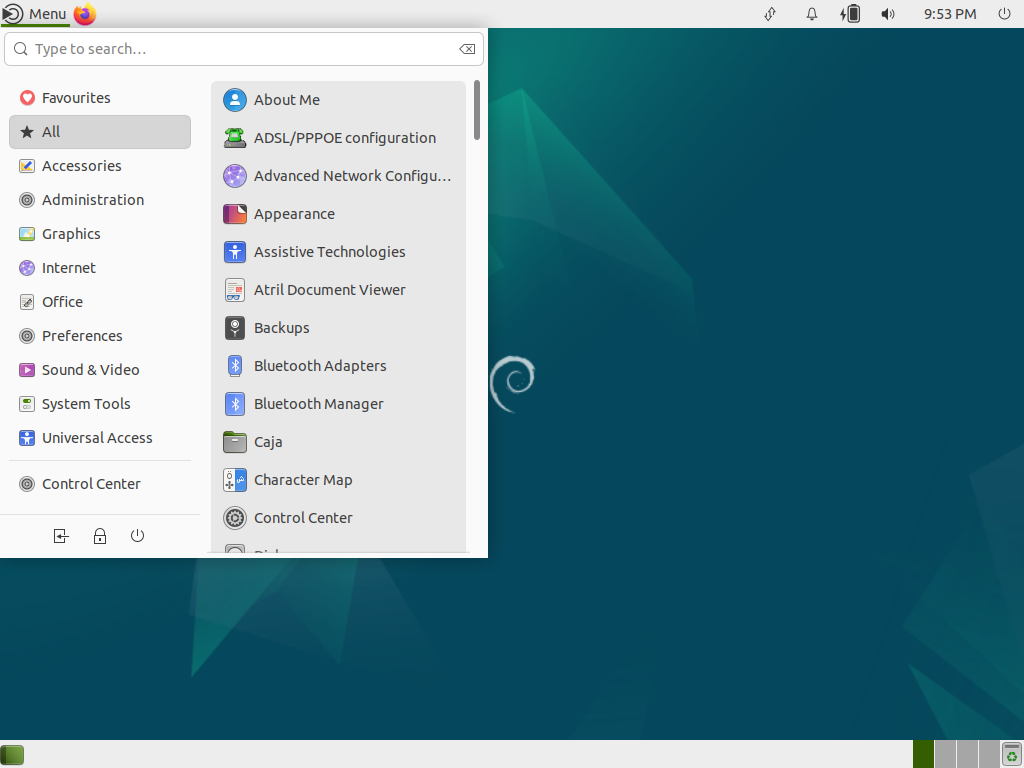 Menu
9:53 PM
Type to search...
Favourites
All
Accessories
Administration
Graphics
Internet
Office
Preferences
Sound & Video
System Tools
Universal Access
Control Center
About Me
ADSL/PPPOE configuration
Advanced Network Configu...
Appearance
Assistive Technologies
Atril Document Viewer
Backups
Bluetooth Adapters
Bluetooth Manager
Caja
Character Map
Control Center